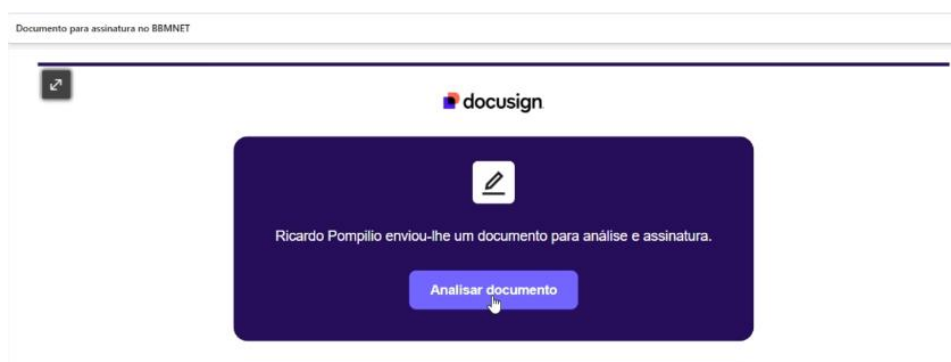 Documento para assinatura no BBMNET
docusign
Ricardo Pompilio enviou-lhe um documento para análise e assinatura.
Analisar documento